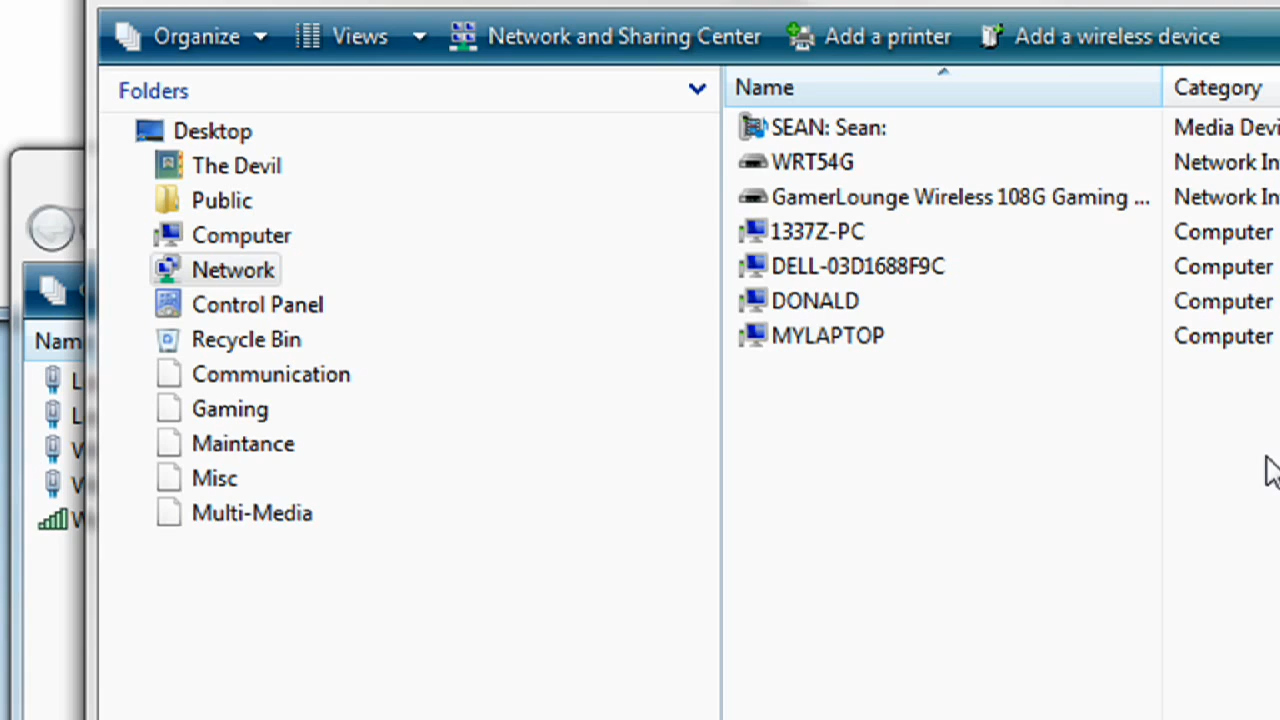 Organize Views Network and Sharing Center Add a printer Add a wireless device
Folders
Desktop
The Devil
Public
Computer
Network
Control Panel
Recycle Bin
Communication
Gaming
Maintance
Misc
Multi-Media
Name Category
SEAN: Sean: Media Devi
WRT54G Network In
GamerLounge Wireless 108G Gaming ... Network In
1337Z-PC Computer
DELL-03D1688F9C Computer
DONALD Computer
MYLAPTOP Computer
Nam
L
L
V
V
W